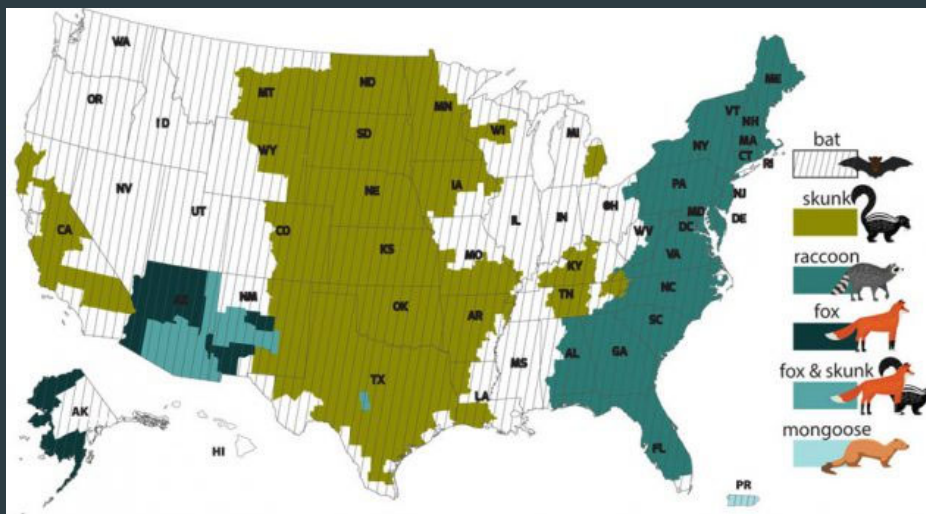 WA
OR
ID
MT
ND
MN
WY
SD
WI
MI
NV
UT
CO
NE
IA
CA
KS
MO
IL
IN
OH
KY
WV
AZ
NM
OK
AR
TN
TX
LA
MS
AL
GA
FL
SC
NC
VA
DC
MD
DE
NJ
PA
NY
CT
RI
MA
NH
VT
ME
AK
HI
PR
bat
skunk
raccoon
fox
fox & skunk
mongoose